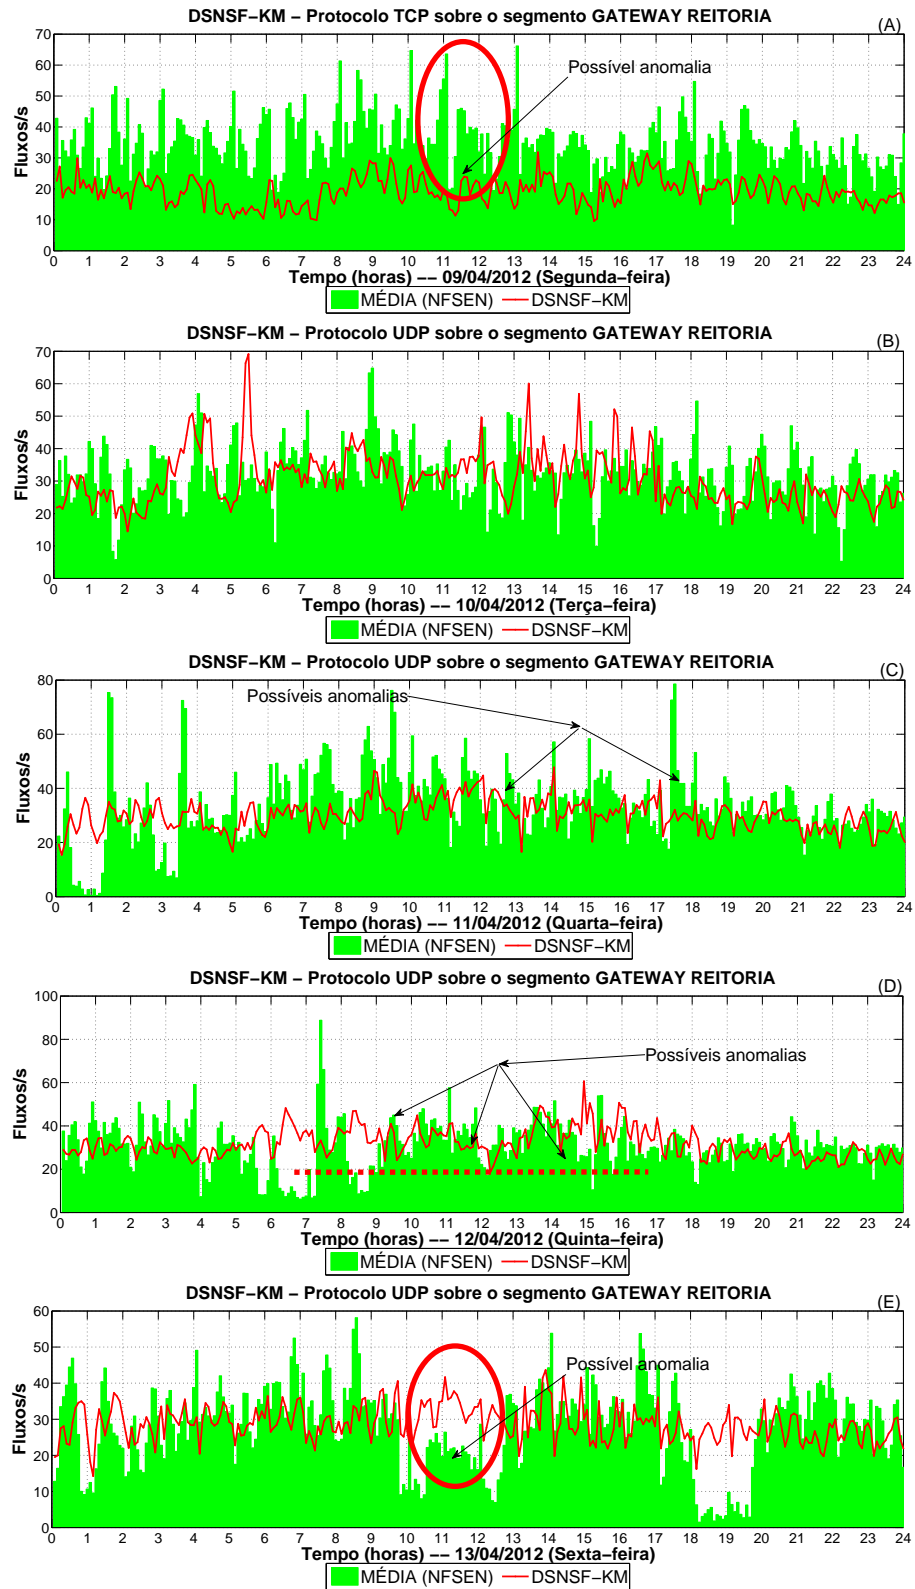 DSNSF−KM − Protocolo TCP sobre o segmento GATEWAY REITORIA
(A)
70
60
50
40
30
20
10
0
Fluxos/s
Possível anomalia
0 1 2 3 4 5 6 7 8 9 10 11 12 13 14 15 16 17 18 19 20 21 22 23 24
Tempo (horas) −− 09/04/2012 (Segunda−feira)
MÉDIA (NFSEN) DSNSF−KM
DSNSF−KM − Protocolo UDP sobre o segmento GATEWAY REITORIA
(B)
70
60
50
40
30
20
10
0
Fluxos/s
0 1 2 3 4 5 6 7 8 9 10 11 12 13 14 15 16 17 18 19 20 21 22 23 24
Tempo (horas) −− 10/04/2012 (Terça−feira)
MÉDIA (NFSEN) DSNSF−KM
DSNSF−KM − Protocolo UDP sobre o segmento GATEWAY REITORIA
(C)
80
60
40
20
0
Fluxos/s
Possíveis anomalias
0 1 2 3 4 5 6 7 8 9 10 11 12 13 14 15 16 17 18 19 20 21 22 23 24
Tempo (horas) −− 11/04/2012 (Quarta−feira)
MÉDIA (NFSEN) DSNSF−KM
DSNSF−KM − Protocolo UDP sobre o segmento GATEWAY REITORIA
(D)
100
80
60
40
20
0
Fluxos/s
Possíveis anomalias
0 1 2 3 4 5 6 7 8 9 10 11 12 13 14 15 16 17 18 19 20 21 22 23 24
Tempo (horas) −− 12/04/2012 (Quinta−feira)
MÉDIA (NFSEN) DSNSF−KM
DSNSF−KM − Protocolo UDP sobre o segmento GATEWAY REITORIA
(E)
60
50
40
30
20
10
0
Fluxos/s
Possível anomalia
0 1 2 3 4 5 6 7 8 9 10 11 12 13 14 15 16 17 18 19 20 21 22 23 24
Tempo (horas) −− 13/04/2012 (Sexta−feira)
MÉDIA (NFSEN) DSNSF−KM